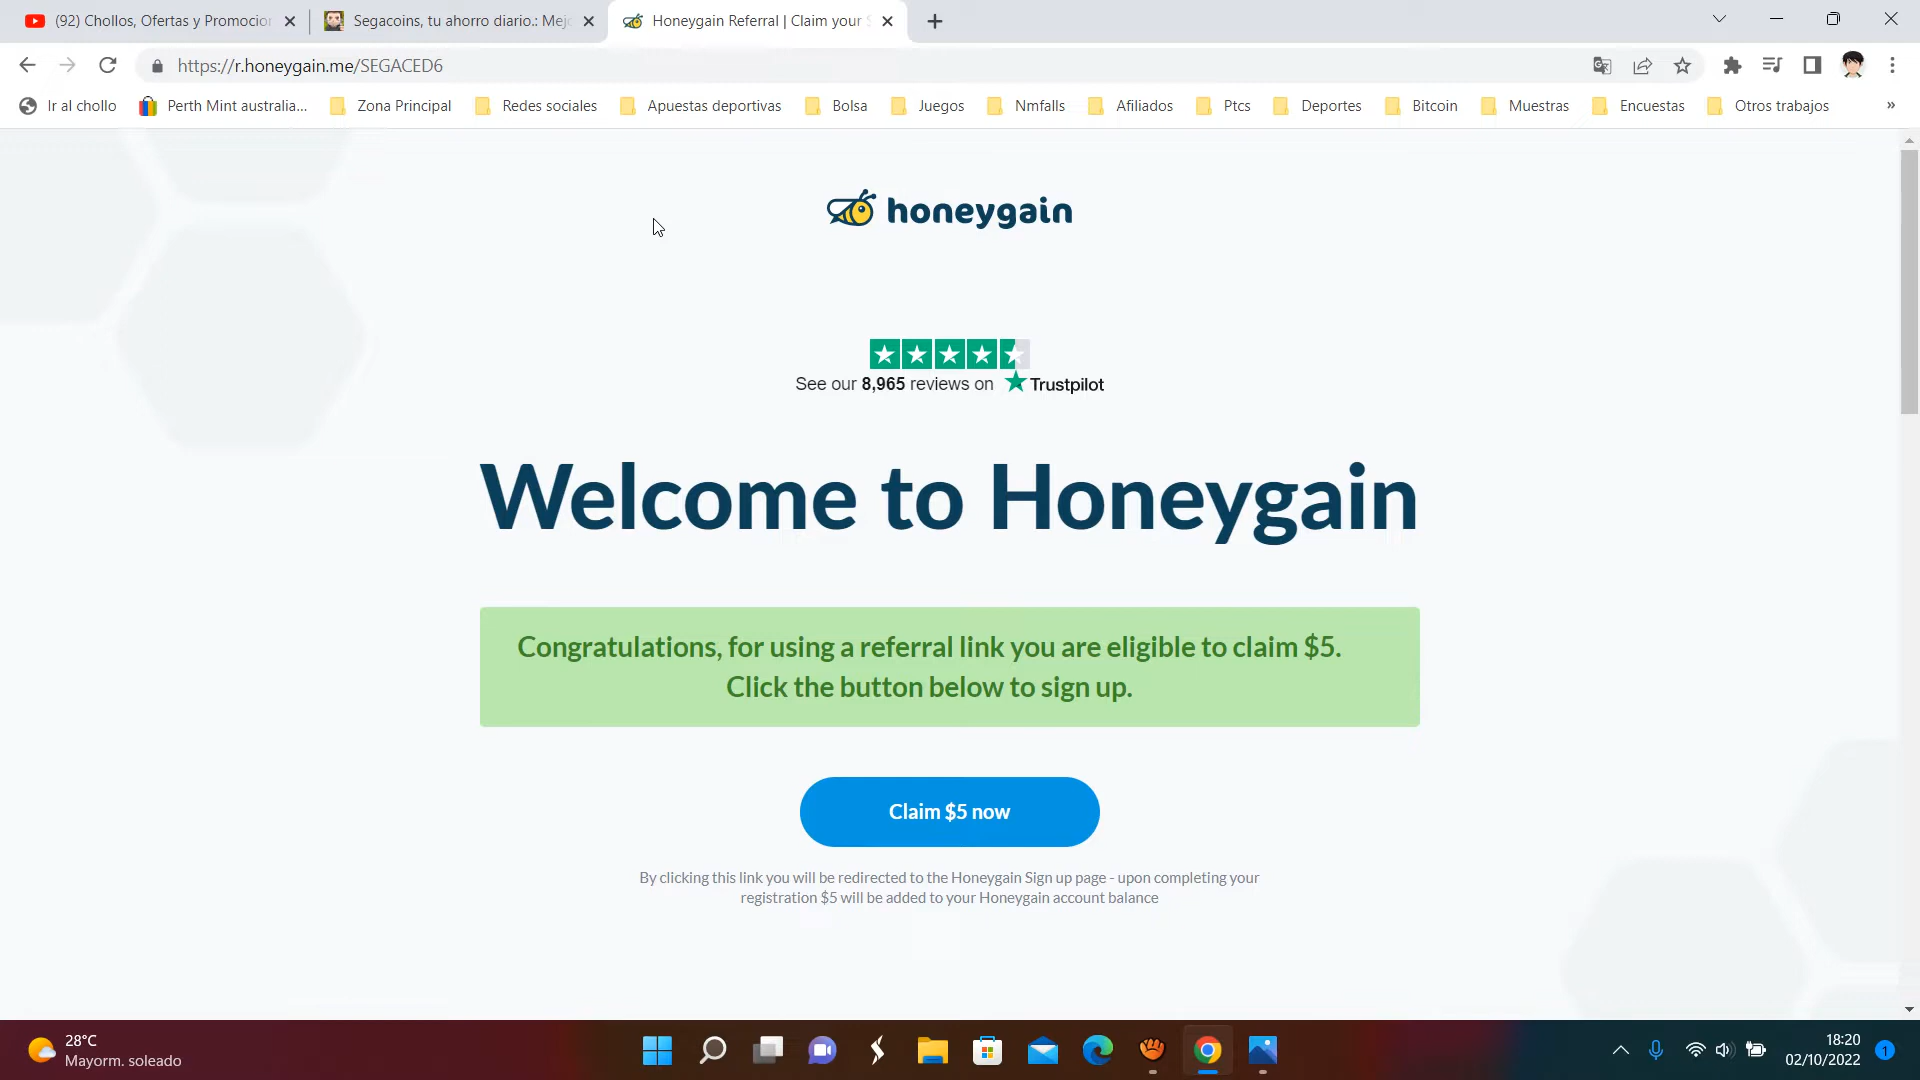 (92) Chollos, Ofertas y Promocion
Segacoins, tu ahorro diario.: Mejo
Honeygain Referral | Claim your $
https://r.honeygain.me/SEGACED6
Ir al chollo
Perth Mint australia...
Zona Principal
Redes sociales
Apuestas deportivas
Bolsa
Juegos
Nmfalls
Afiliados
Ptcs
Deportes
Bitcoin
Muestras
Encuestas
Otros trabajos
»
honeygain
See our 8,965 reviews on Trustpilot
Welcome to Honeygain
Congratulations, for using a referral link you are eligible to claim $5.
Click the button below to sign up.
Claim $5 now
By clicking this link you will be redirected to the Honeygain Sign up page - upon completing your
registration $5 will be added to your Honeygain account balance
28°C
Mayorm. soleado
18:20
02/10/2022
1